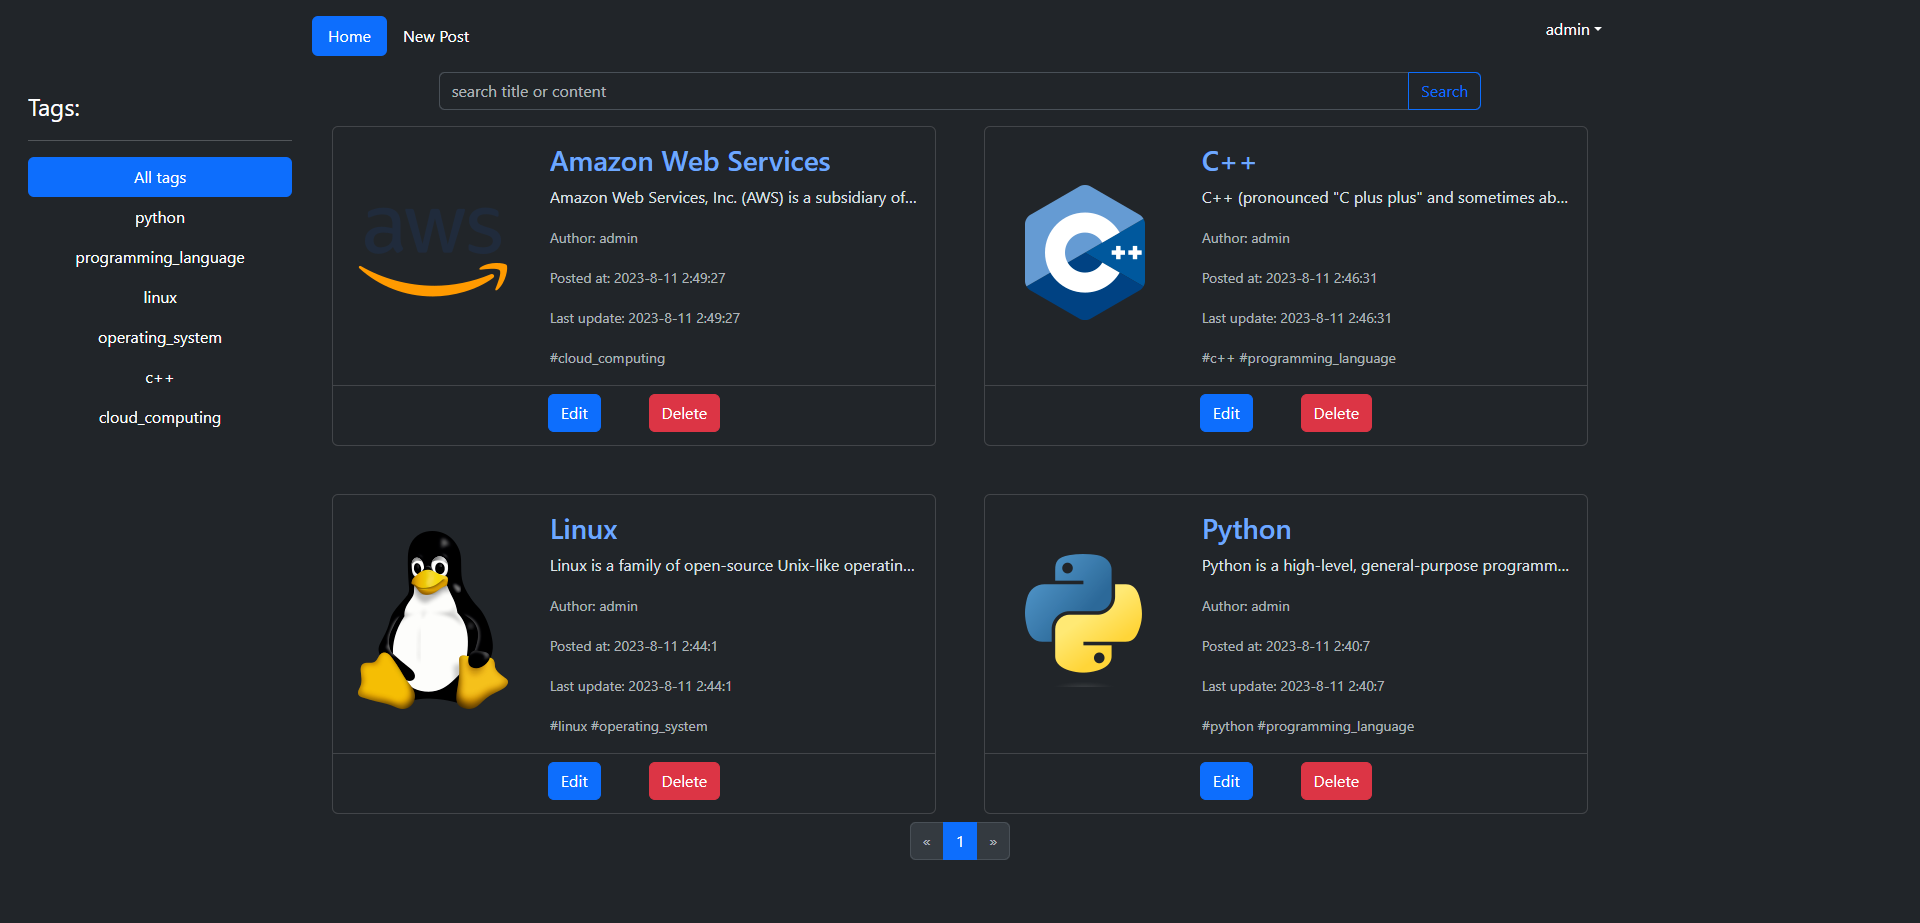 Home New Post admin
search title or content Search
Tags:
All tags
python
programming_language
linux
operating_system
c++
cloud_computing
aws
Amazon Web Services
Amazon Web Services, Inc. (AWS) is a subsidiary of...
Author: admin
Posted at: 2023-8-11 2:49:27
Last update: 2023-8-11 2:49:27
#cloud_computing
Edit Delete
C++
C++
C++ (pronounced "C plus plus" and sometimes ab...
Author: admin
Posted at: 2023-8-11 2:46:31
Last update: 2023-8-11 2:46:31
#c++ #programming_language
Edit Delete
Linux
Linux is a family of open-source Unix-like operatin...
Author: admin
Posted at: 2023-8-11 2:44:1
Last update: 2023-8-11 2:44:1
#linux #operating_system
Edit Delete
Python
Python is a high-level, general-purpose programm...
Author: admin
Posted at: 2023-8-11 2:40:7
Last update: 2023-8-11 2:40:7
#python #programming_language
Edit Delete
« 1 »